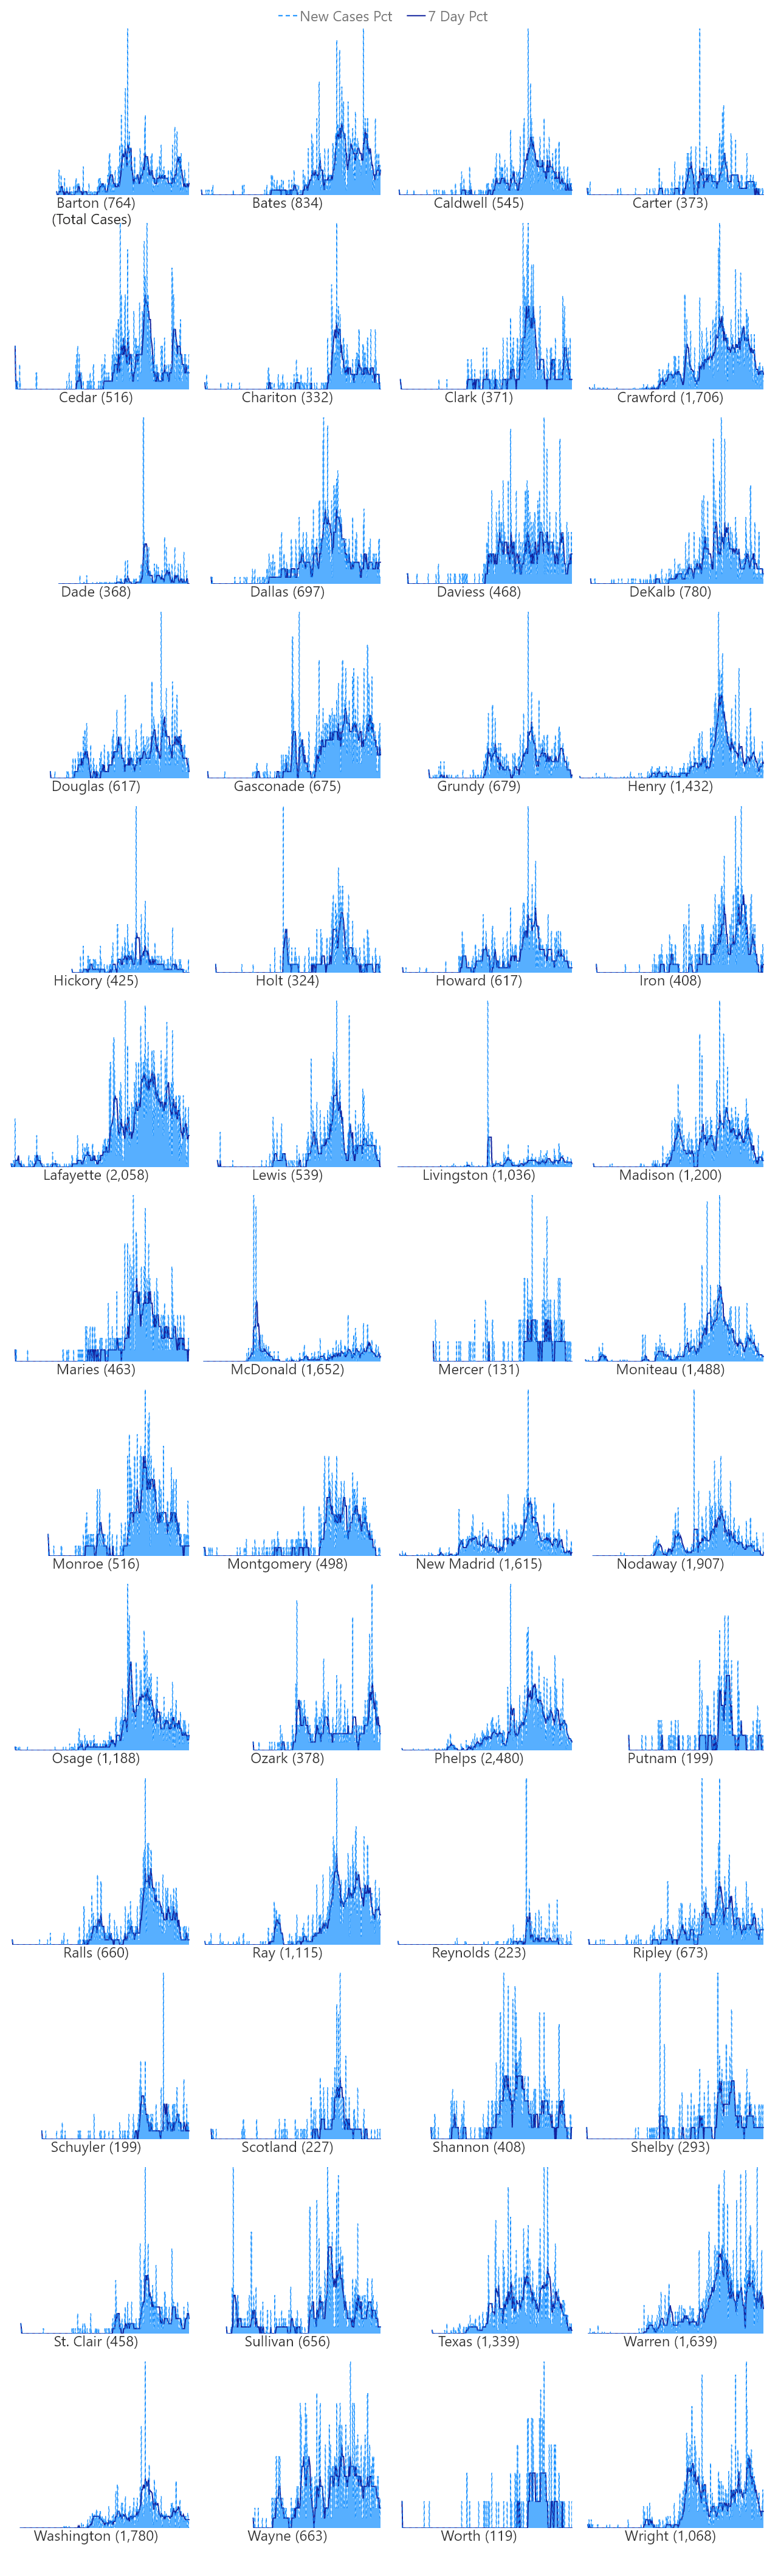 New Cases Pct 7 Day Pct
Barton (764) Bates (834) Caldwell (545) Carter (373)
(Total Cases)
Cedar (516) Chariton (332) Clark (371) Crawford (1,706)
Dade (368) Dallas (697) Daviess (468) DeKalb (780)
Douglas (617) Gasconade (675) Grundy (679) Henry (1,432)
Hickory (425) Holt (324) Howard (617) Iron (408)
Lafayette (2,058) Lewis (539) Livingston (1,036) Madison (1,200)
Maries (463) McDonald (1,652) Mercer (131) Moniteau (1,488)
Monroe (516) Montgomery (498) New Madrid (1,615) Nodaway (1,907)
Osage (1,188) Ozark (378) Phelps (2,480) Putnam (199)
Ralls (660) Ray (1,115) Reynolds (223) Ripley (673)
Schuyler (199) Scotland (227) Shannon (408) Shelby (293)
St. Clair (458) Sullivan (656) Texas (1,339) Warren (1,639)
Washington (1,780) Wayne (663) Worth (119) Wright (1,068)